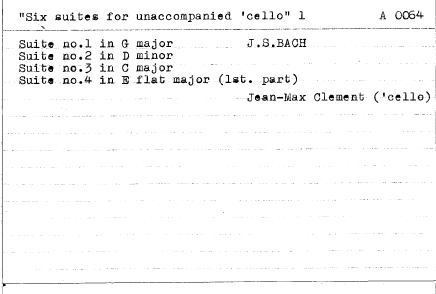 "Six suites for unaccompanied 'cello" 1 A 0064
Suite no.1 in G major J.S.BACH
Suite no.2 in D minor
Suite no.3 in C major
Suite no.4 in E flat major (1st. part)
Jean-Max Clement ('cello)